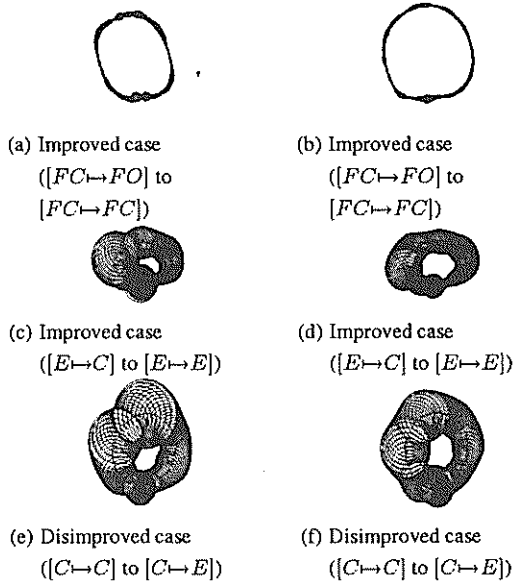 (a) Improved case
([FC↦FO] to
[FC↦FC])
(b) Improved case
([FC↦FO] to
[FC↦FC])
(c) Improved case
([E↦C] to [E↦E])
(d) Improved case
([E↦C] to [E↦E])
(e) Disimproved case
([C↦C] to [C↦E])
(f) Disimproved case
([C↦C] to [C↦E])